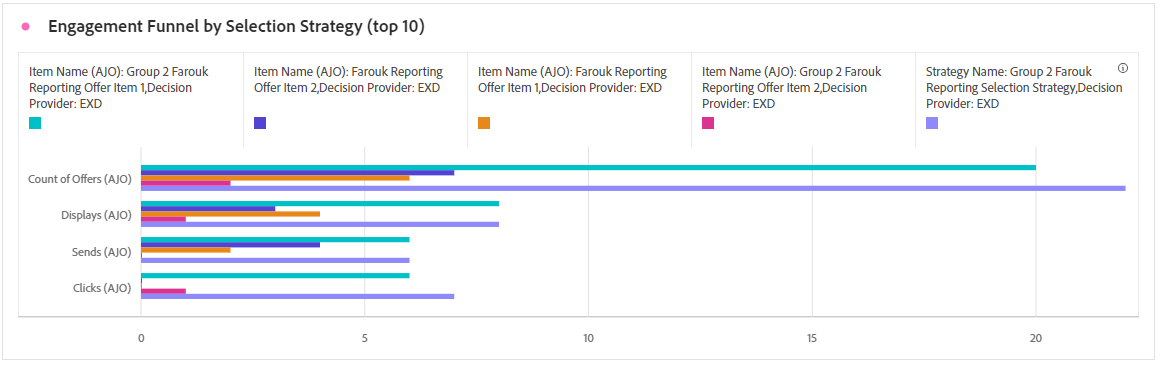 Engagement Funnel by Selection Strategy (top 10)
Item Name (AJO): Group 2 Farouk
Reporting Offer Item 1,Decision
Provider: EXD
Item Name (AJO): Farouk Reporting
Offer Item 2,Decision Provider: EXD
Item Name (AJO): Farouk Reporting
Offer Item 1,Decision Provider: EXD
Item Name (AJO): Group 2 Farouk
Reporting Offer Item 2,Decision
Provider: EXD
Strategy Name: Group 2 Farouk
Reporting Selection Strategy,Decision
Provider: EXD
Count of Offers (AJO)
Displays (AJO)
Sends (AJO)
Clicks (AJO)
0 5 10 15 20